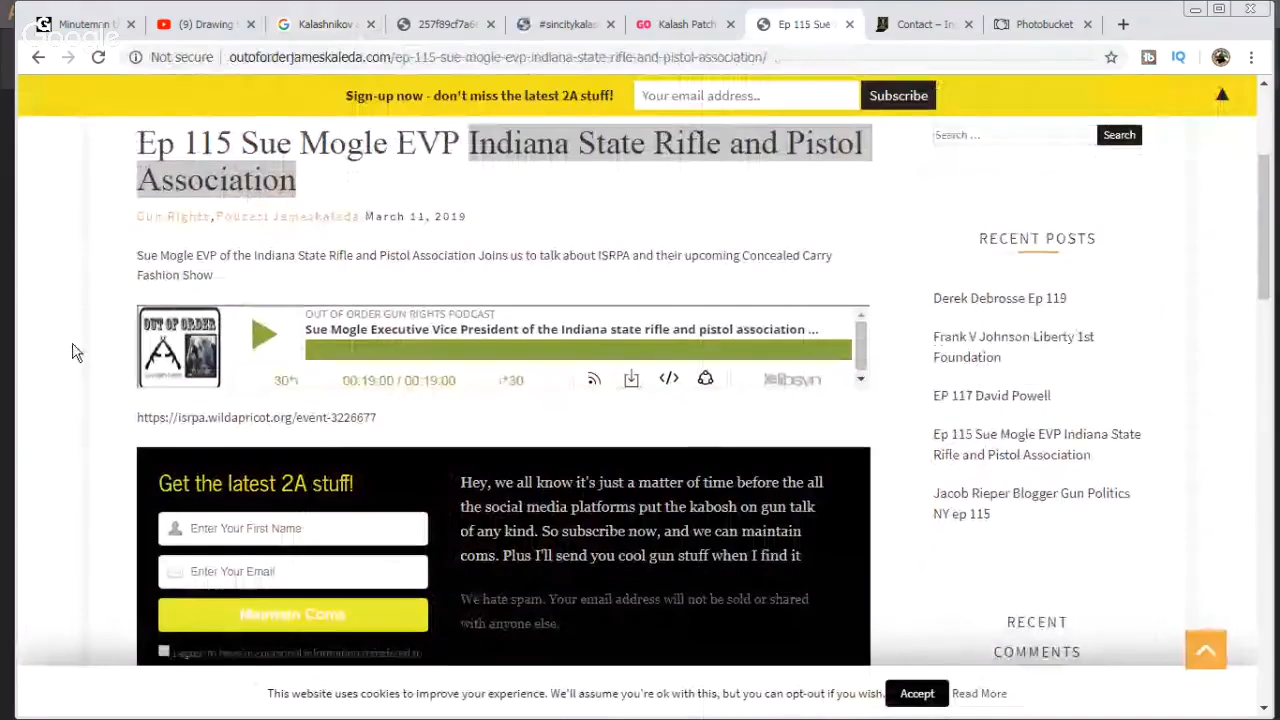 Minuteman U
(9) Drawing
Kalashnikov
257f89cf7a6
#sincitykalas
GO Kalash Patch
Ep 115 Sue
Contact – In
Photobucket
Google
Not secure
outoforderjameskaleda.com/ep-115-sue-mogle-evp-indiana-state-rifle-and-pistol-association/
Sign-up now - don't miss the latest 2A stuff!
Your email address..
Subscribe
Ep 115 Sue Mogle EVP Indiana State Rifle and Pistol
Association
Gun Rights, Podcast Jameskaleda March 11, 2019
Sue Mogle EVP of the Indiana State Rifle and Pistol Association Joins us to talk about ISRPA and their upcoming Concealed Carry
Fashion Show
OUT OF ORDER
OUT OF ORDER GUN RIGHTS PODCAST
Sue Mogle Executive Vice President of the Indiana state rifle and pistol association ...
30
00:19:00 / 00:19:00
30
libsyn
https://isrpa.wildapricot.org/event-3226677
Get the latest 2A stuff!
Enter Your First Name
Enter Your Email
Maintain Coms
Hey, we all know it's just a matter of time before the all
the social media platforms put the kabosh on gun talk
of any kind. So subscribe now, and we can maintain
coms. Plus I'll send you cool gun stuff when I find it
We hate spam. Your email address will not be sold or shared
with anyone else.
Search ...
Search
RECENT POSTS
Derek Debrosse Ep 119
Frank V Johnson Liberty 1st
Foundation
EP 117 David Powell
Ep 115 Sue Mogle EVP Indiana State
Rifle and Pistol Association
Jacob Rieper Blogger Gun Politics
NY ep 115
RECENT
COMMENTS
This website uses cookies to improve your experience. We'll assume you're ok with this, but you can opt-out if you wish.
Accept
Read More